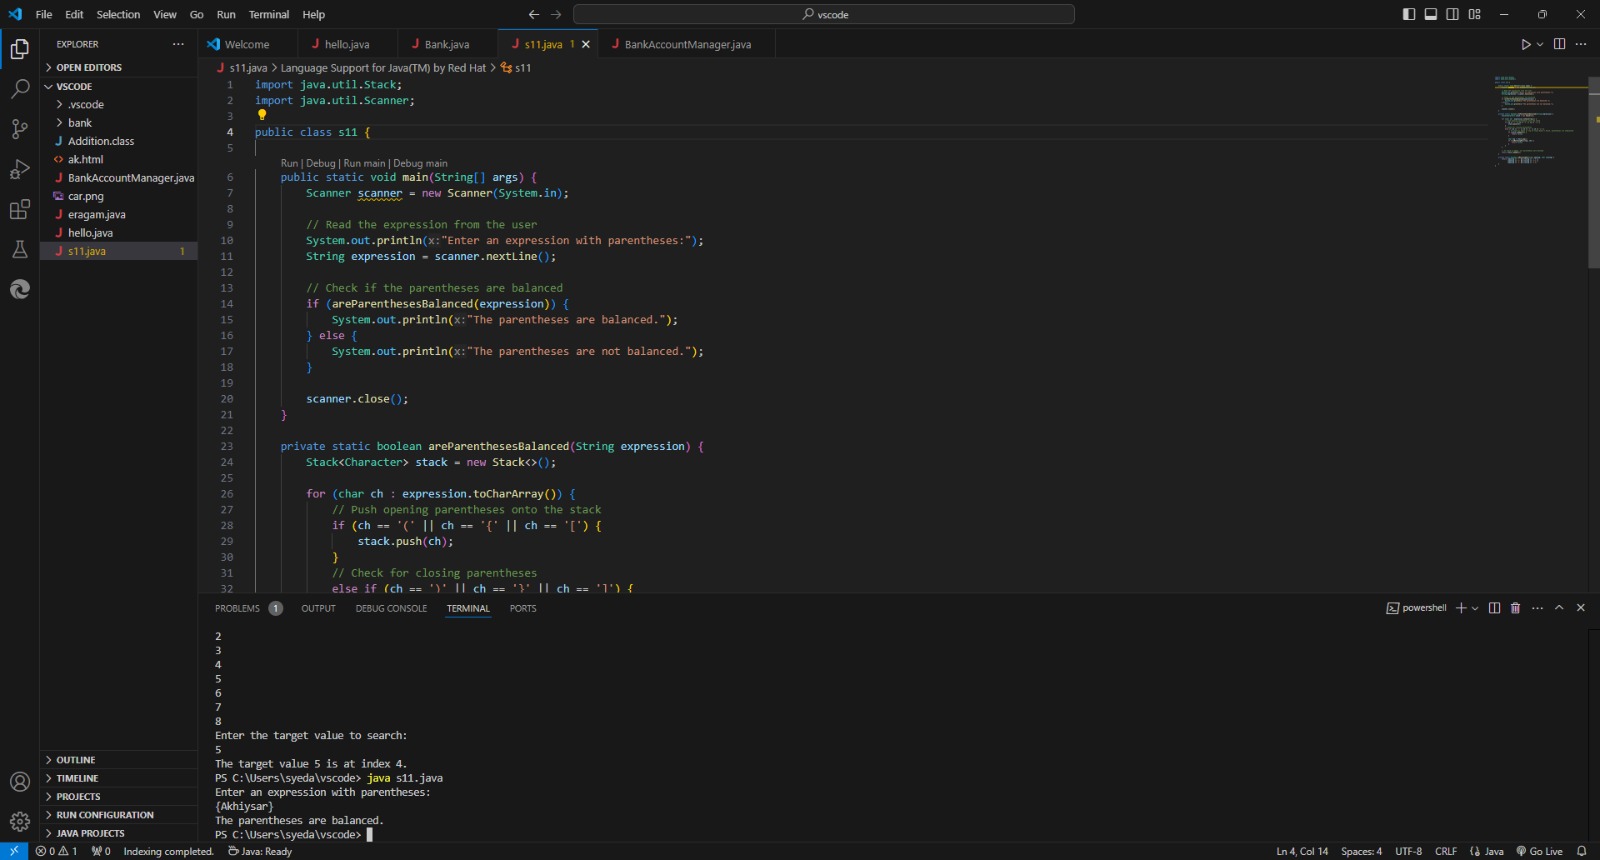 File Edit Selection View Go Run Terminal Help
vscode
EXPLORER
OPEN EDITORS
VSCODE
.vscode
bank
Addition.class
ak.html
BankAccountManager.java
car.png
eragam.java
hello.java
s11.java 1
OUTLINE
TIMELINE
PROJECTS
RUN CONFIGURATION
JAVA PROJECTS
Welcome hello.java Bank.java s11.java 1 BankAccountManager.java
s11.java > Language Support for Java(TM) by Red Hat > s11
1 import java.util.Stack;
2 import java.util.Scanner;
3
4 public class s11 {
5
Run | Debug | Run main | Debug main
6 public static void main(String[] args) {
7 Scanner scanner = new Scanner(System.in);
8
9 // Read the expression from the user
10 System.out.println(x:"Enter an expression with parentheses:");
11 String expression = scanner.nextLine();
12
13 // Check if the parentheses are balanced
14 if (areParenthesesBalanced(expression)) {
15 System.out.println(x:"The parentheses are balanced.");
16 } else {
17 System.out.println(x:"The parentheses are not balanced.");
18 }
19
20 scanner.close();
21 }
22
23 private static boolean areParenthesesBalanced(String expression) {
24 Stack<Character> stack = new Stack<>();
25
26 for (char ch : expression.toCharArray()) {
27 // Push opening parentheses onto the stack
28 if (ch == '(' || ch == '{' || ch == '[') {
29 stack.push(ch);
30 }
31 // Check for closing parentheses
32 else if (ch == ')' || ch == '}' || ch == ']') {
PROBLEMS 1 OUTPUT DEBUG CONSOLE TERMINAL PORTS
powershell
2
3
4
5
6
7
8
Enter the target value to search:
5
The target value 5 is at index 4.
PS C:\Users\syeda\vscode> java s11.java
Enter an expression with parentheses:
{Akhiysar}
The parentheses are balanced.
PS C:\Users\syeda\vscode>
0 1 0 Indexing completed. Java: Ready
Ln 4, Col 14 Spaces: 4 UTF-8 CRLF {} Java Go Live